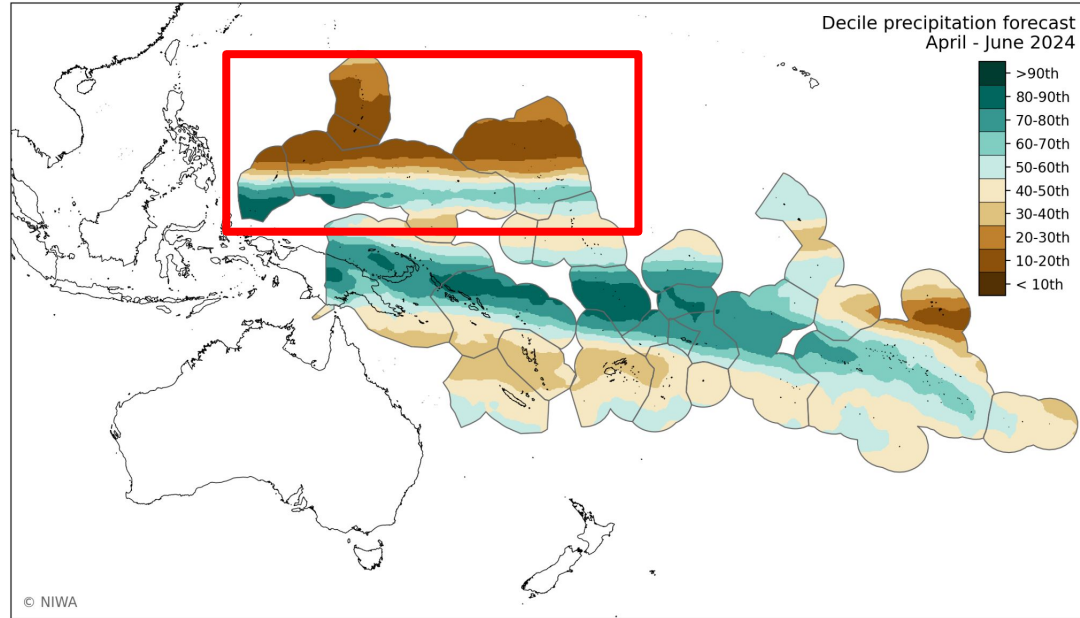 Decile precipitation forecast
April - June 2024
>90th
80-90th
70-80th
60-70th
50-60th
40-50th
30-40th
20-30th
10-20th
< 10th
© NIWA